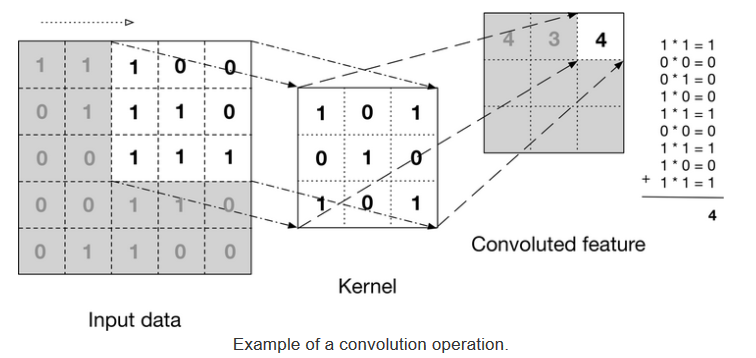 1 1 1 0 0
0 1 1 1 0
0 0 1 1 1
0 0 1 1 0
0 1 1 0 0
Input data
1 0 1
0 1 0
1 0 1
Kernel
4 3 4
Convoluted feature
1 * 1 = 1
0 * 0 = 0
0 * 1 = 0
1 * 0 = 0
1 * 1 = 1
0 * 0 = 0
1 * 1 = 1
1 * 0 = 0
+ 1 * 1 = 1
4
Example of a convolution operation.